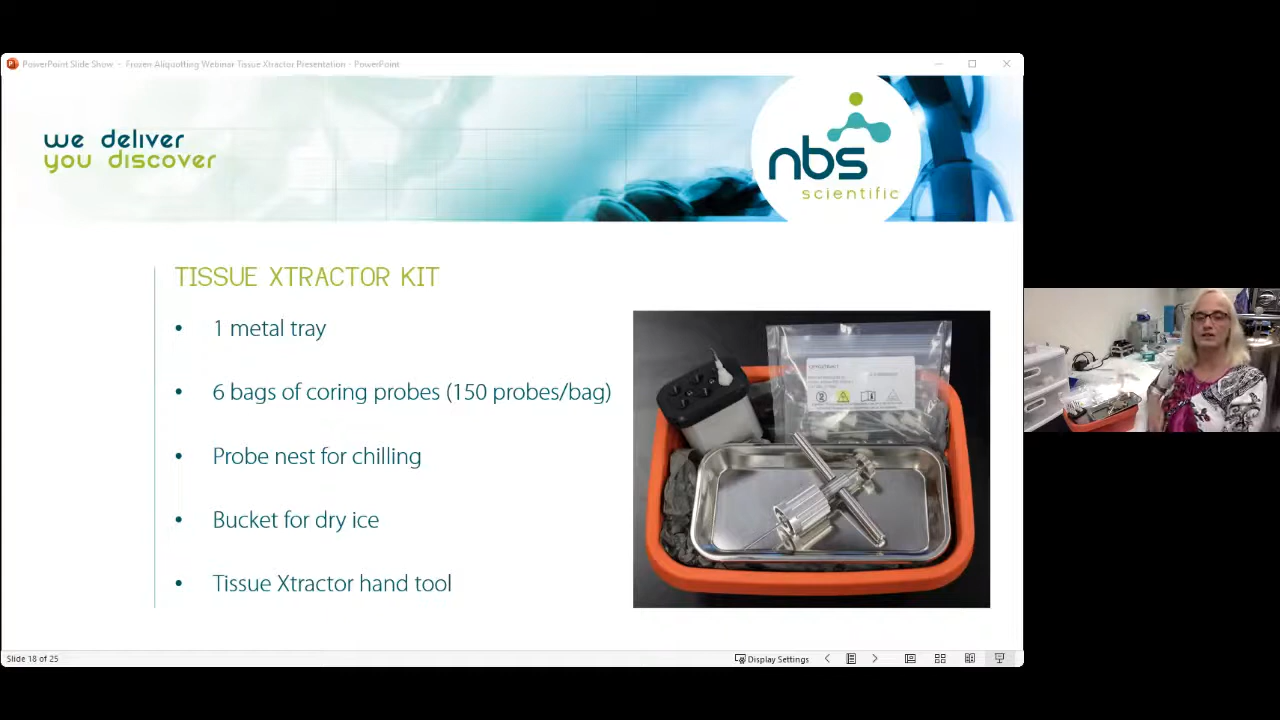 PowerPoint Slide Show - Frozen Aliquotting Webinar Tissue Xtractor Presentation - PowerPoint
we deliver
you discover
nbs
scientific
TISSUE XTRACTOR KIT
• 1 metal tray
• 6 bags of coring probes (150 probes/bag)
• Probe nest for chilling
• Bucket for dry ice
• Tissue Xtractor hand tool
Slide 18 of 25
Display Settings